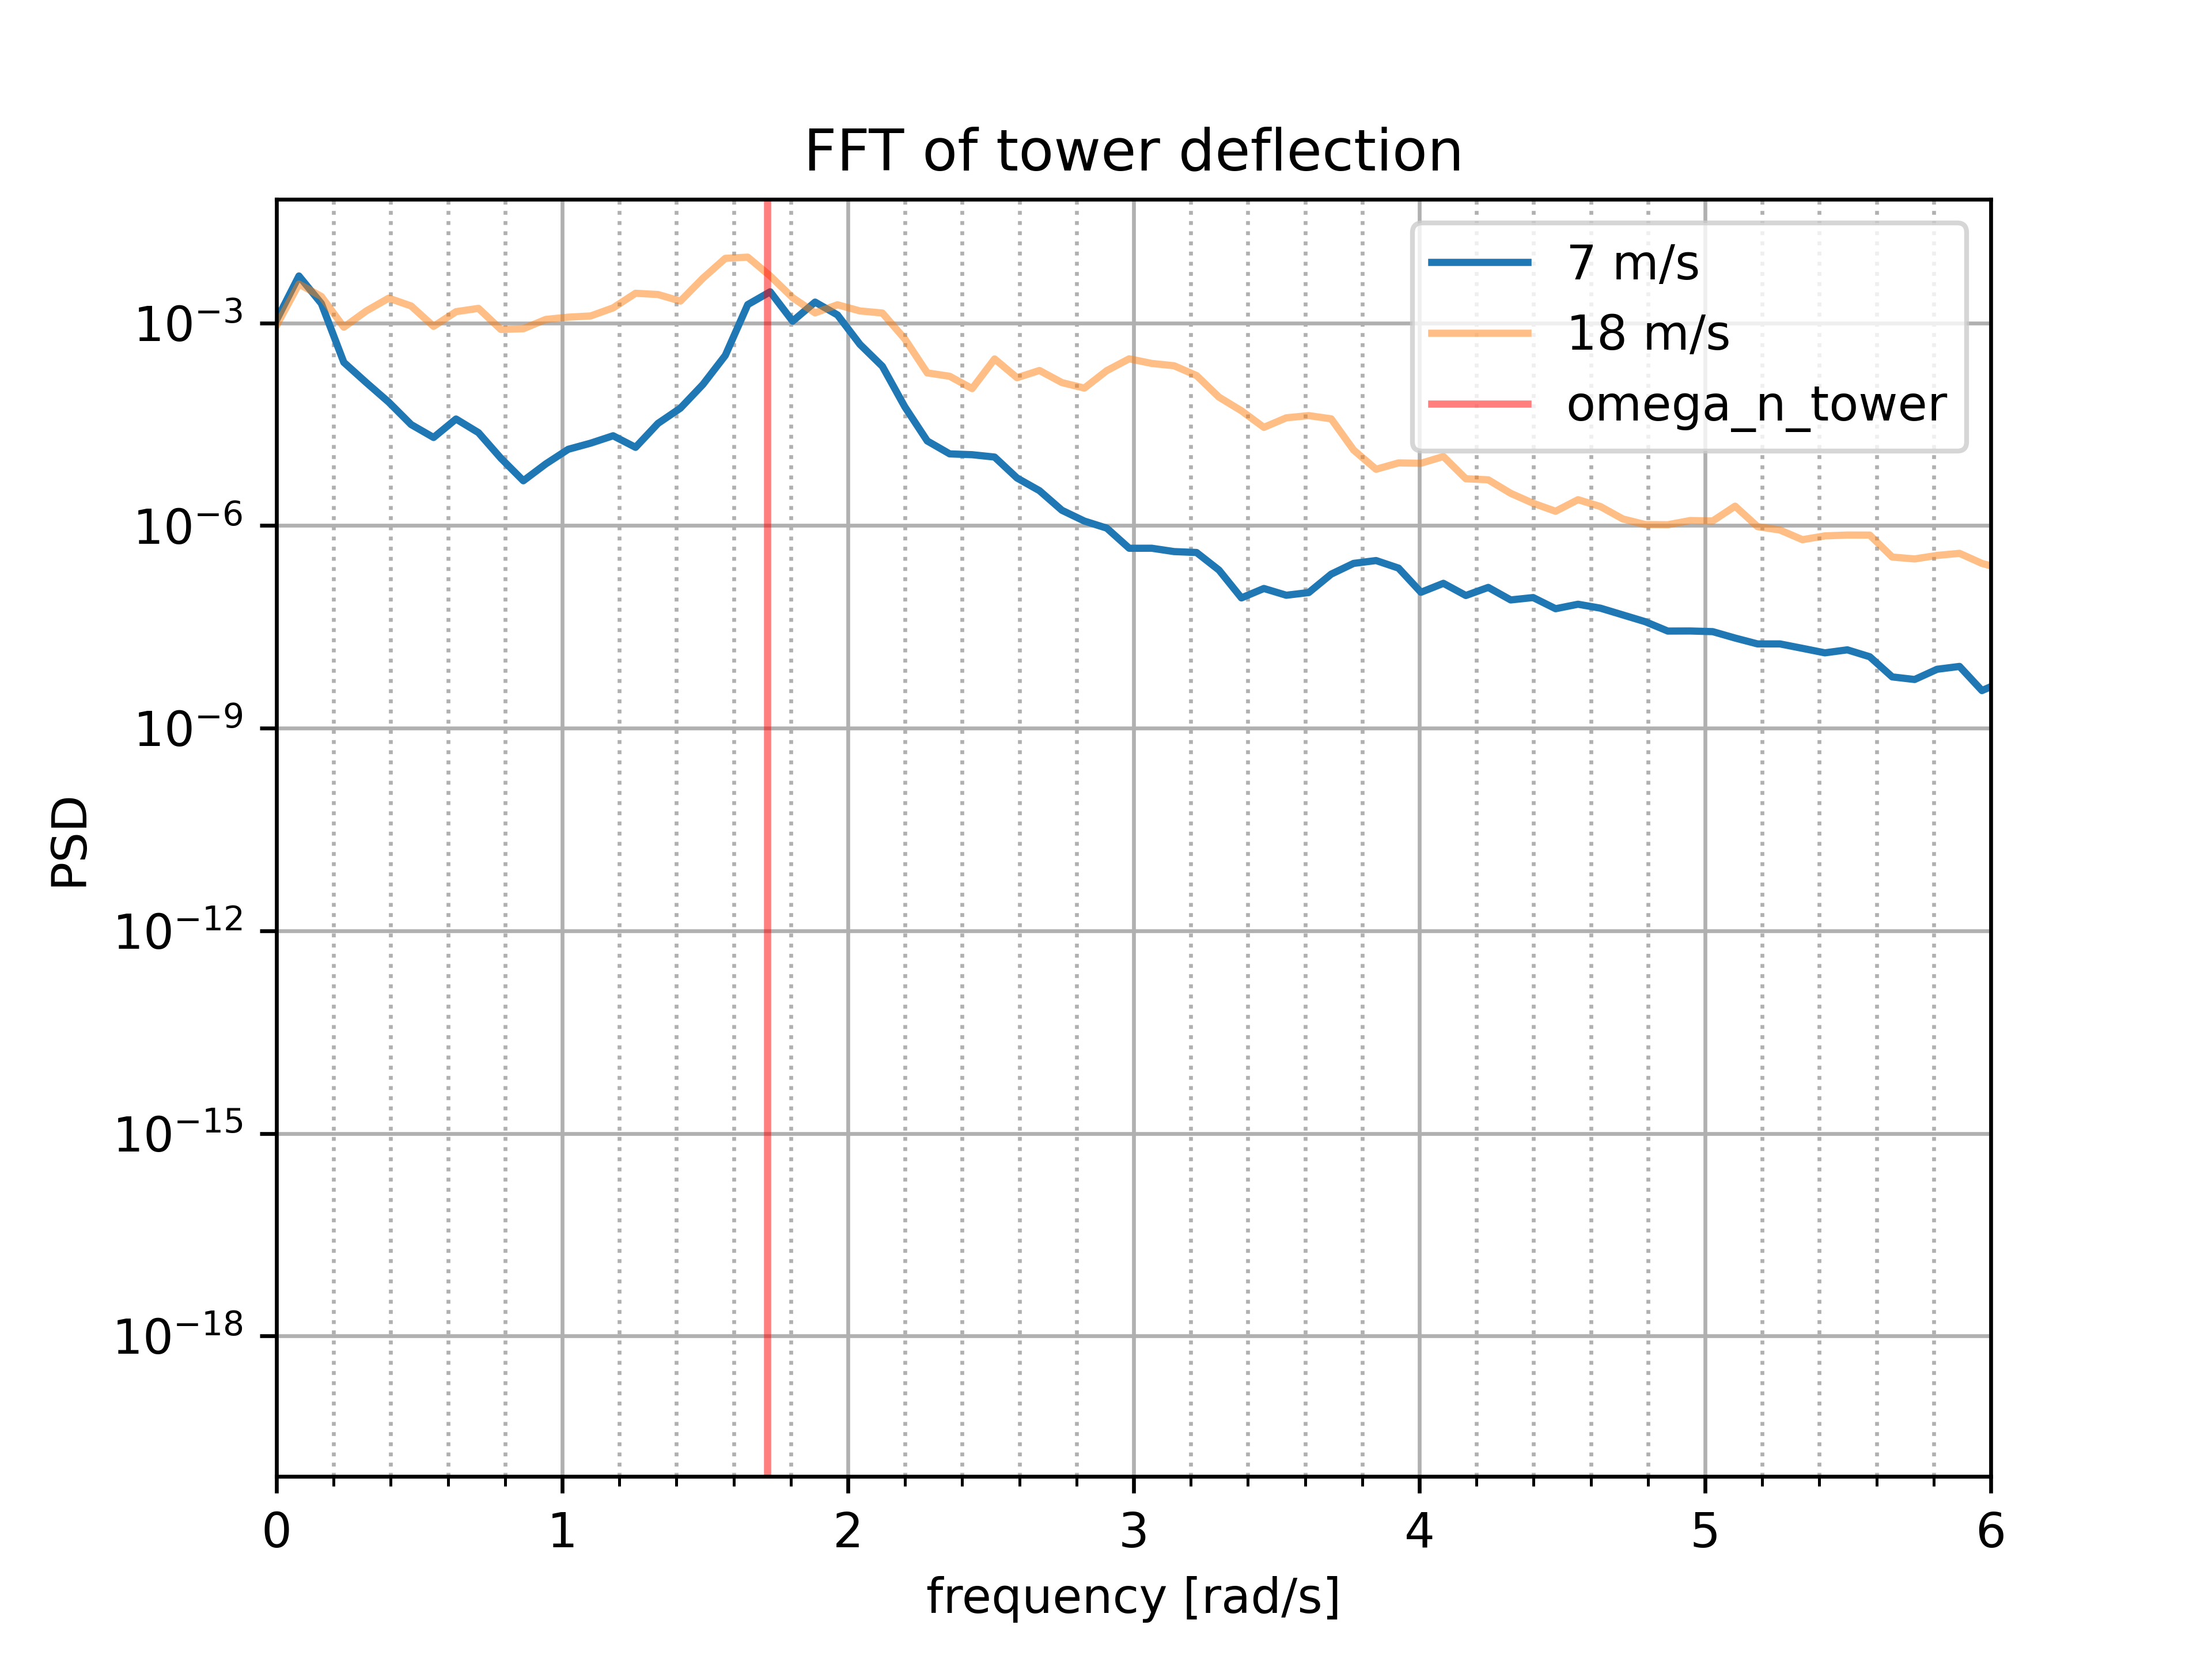 FFT of tower deflection
7 m/s
18 m/s
omega_n_tower
10⁻³
10⁻⁶
10⁻⁹
10⁻¹²
10⁻¹⁵
10⁻¹⁸
PSD
0 1 2 3 4 5 6
frequency [rad/s]